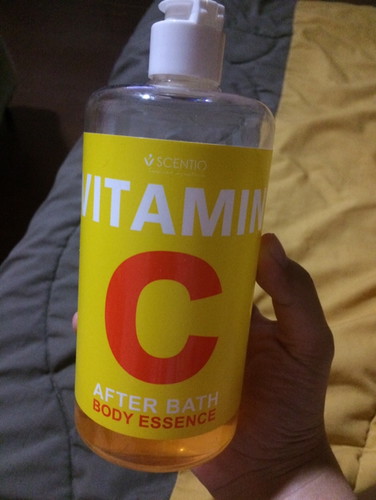 SCENTIO
VITAMIN
C
AFTER BATH
BODY ESSENCE